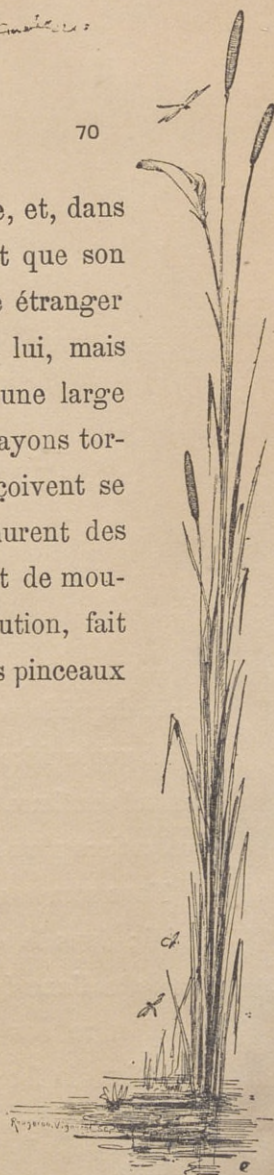 70
e, et, dans
t que son
e étranger
lui, mais
une large
ayons tor-
çoivent se
urent des
t de mou-
ution, fait
s pinceaux